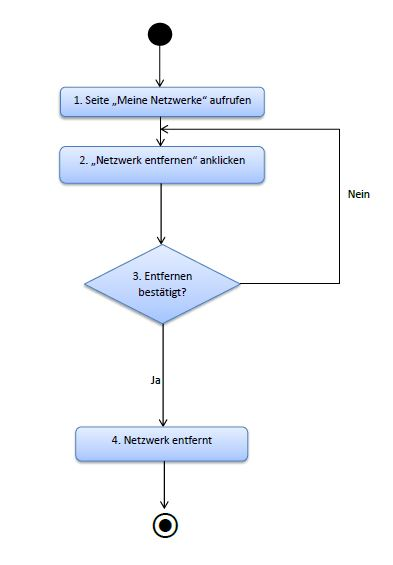 1. Seite „Meine Netzwerke“ aufrufen
2. „Netzwerk entfernen“ anklicken
Nein
3. Entfernen
bestätigt?
Ja
4. Netzwerk entfernt